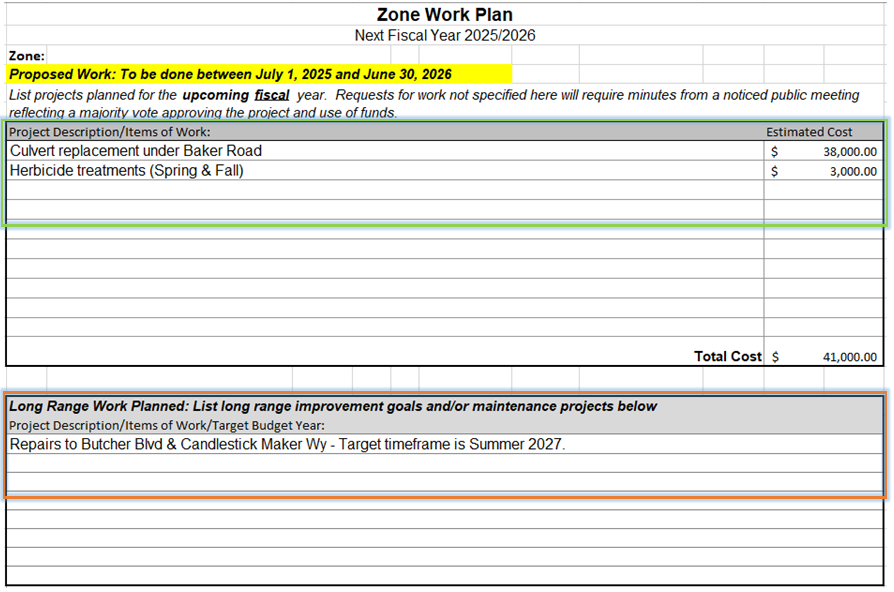 Zone Work Plan
Next Fiscal Year 2025/2026
Zone:
Proposed Work: To be done between July 1, 2025 and June 30, 2026
List projects planned for the upcoming fiscal year. Requests for work not specified here will require minutes from a noticed public meeting
reflecting a majority vote approving the project and use of funds.
Project Description/Items of Work: Estimated Cost
Culvert replacement under Baker Road $ 38,000.00
Herbicide treatments (Spring & Fall) $ 3,000.00
Total Cost $ 41,000.00
Long Range Work Planned: List long range improvement goals and/or maintenance projects below
Project Description/Items of Work/Target Budget Year:
Repairs to Butcher Blvd & Candlestick Maker Wy - Target timeframe is Summer 2027.